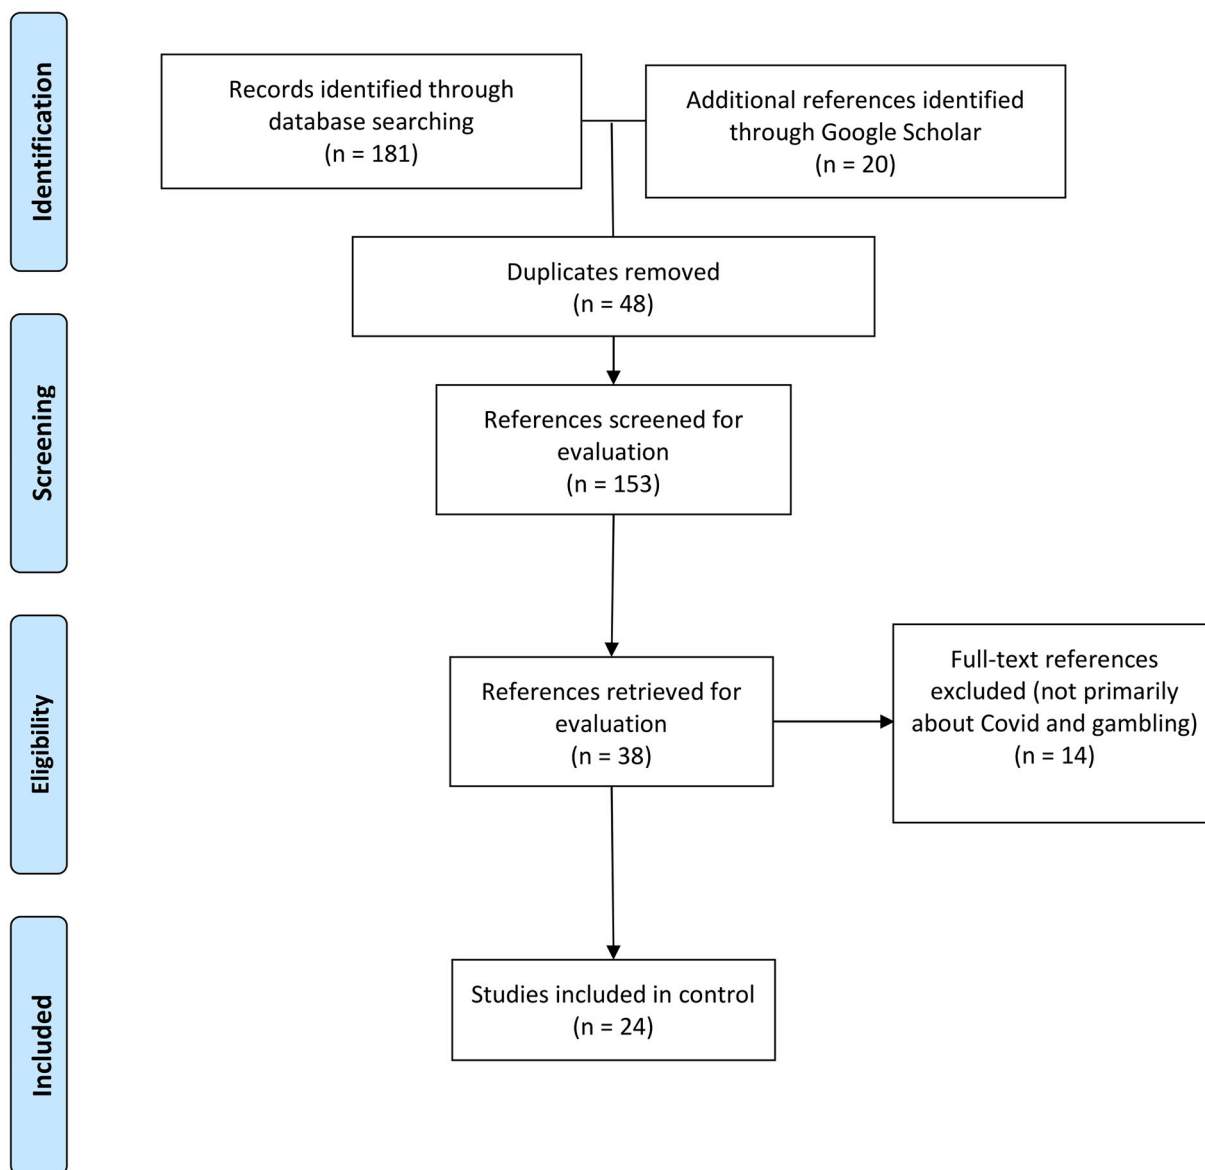 Identification
Records identified through
database searching
(n = 181)
Additional references identified
through Google Scholar
(n = 20)
Duplicates removed
(n = 48)
Screening
References screened for
evaluation
(n = 153)
Eligibility
References retrieved for
evaluation
(n = 38)
Full-text references
excluded (not primarily
about Covid and gambling)
(n = 14)
Included
Studies included in control
(n = 24)